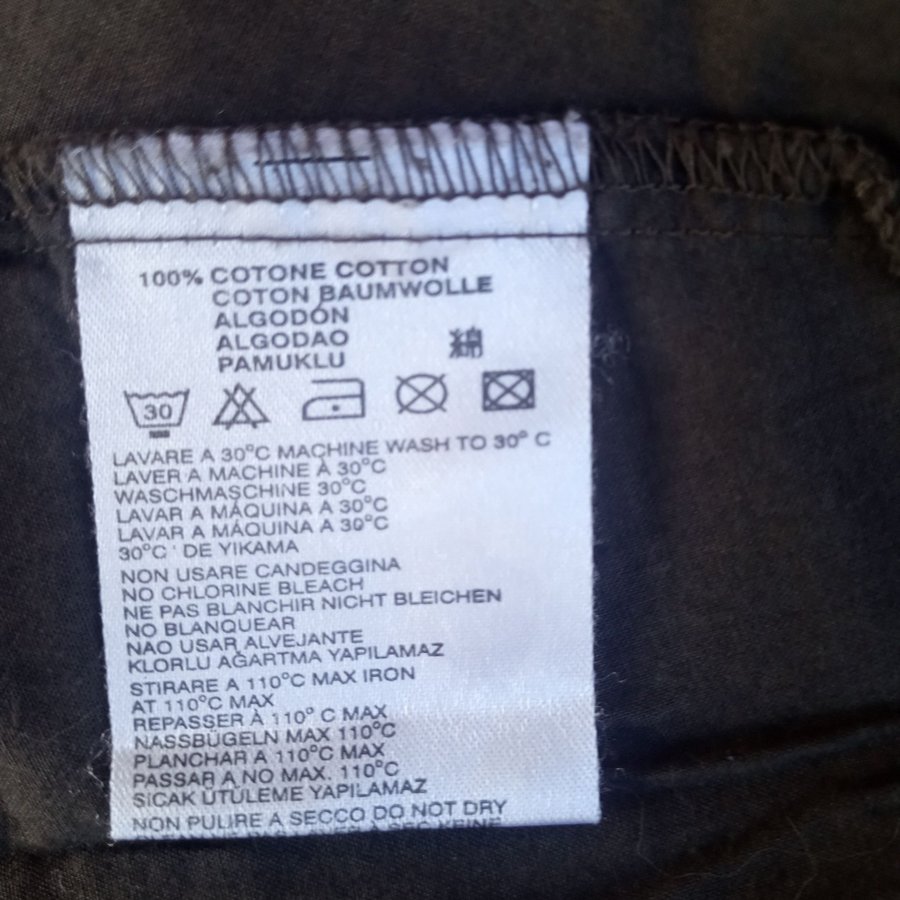 100% COTONE COTTON
COTON BAUMWOLLE
ALGODÓN
ALGODAO
PAMUKLU
綿
30
LAVARE A 30°C MACHINE WASH TO 30° C
LAVER A MACHINE À 30°C
WASCHMASCHINE 30°C
LAVAR A MÁQUINA A 30°C
LAVAR A MÁQUINA A 30°C
30°C ' DE YIKAMA
NON USARE CANDEGGINA
NO CHLORINE BLEACH
NE PAS BLANCHIR NICHT BLEICHEN
NO BLANQUEAR
NAO USAR ALVEJANTE
KLORLU AĞARTMA YAPILAMAZ
STIRARE A 110°C MAX IRON
AT 110°C MAX
REPASSER À 110° C MAX
NASSBÜGELN MAX 110°C
PLANCHAR A 110°C MAX
PASSAR A NO MAX. 110°C
SICAK ÜTÜLEME YAPILAMAZ
NON PULIRE A SECCO DO NOT DRY
A SEC KEINE